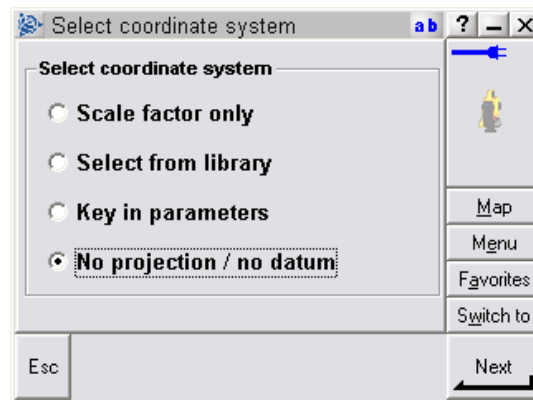 Select coordinate system
ab
?
Select coordinate system
Scale factor only
Select from library
Key in parameters
No projection / no datum
Map
Menu
Favorites
Switch to
Esc
Next